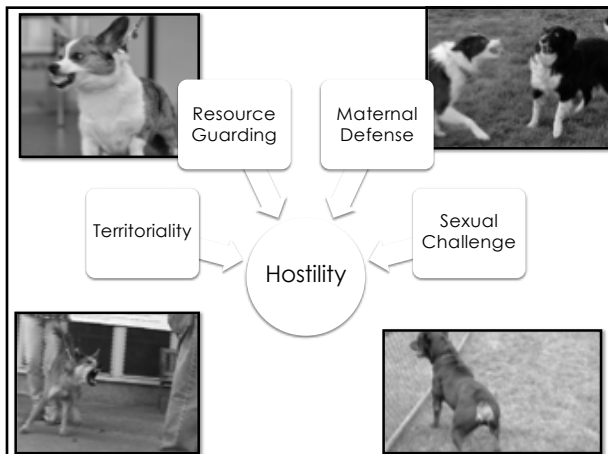 Resource
Guarding
Maternal
Defense
Territoriality
Sexual
Challenge
Hostility